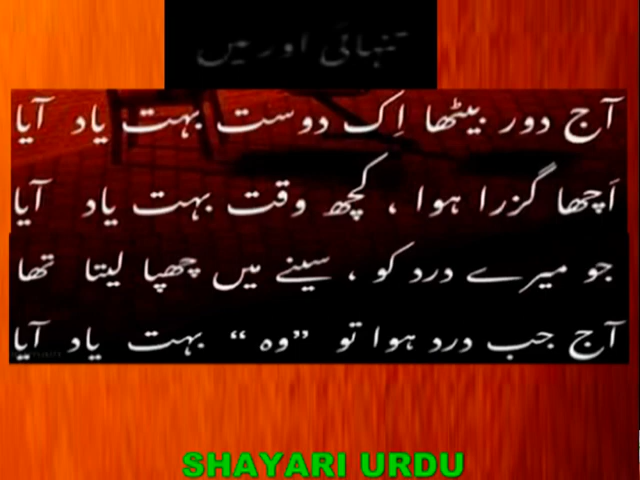 تنہائی اور میں
آج دور بیٹھا اِک دوست بہت یاد آیا
اَچھا گزرا ہوا ، کچھ وقت بہت یاد آیا
جو میرے درد کو ، سینے میں چھپا لیتا تھا
آج جب درد ہوا تو ”وہ“ بہت یاد آیا
SHAYARI URDU